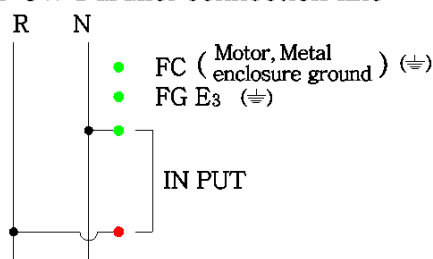 R N
FC ( Motor, Metal enclosure ground ) (⏚)
FG E₃ (⏚)
IN PUT